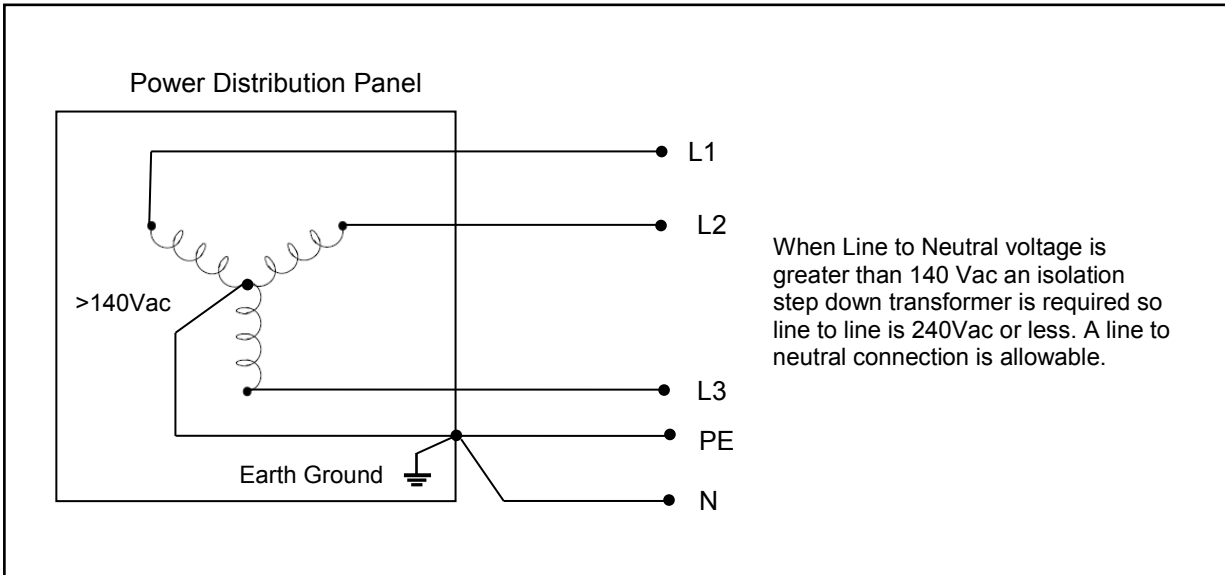 Power Distribution Panel
L1
L2
When Line to Neutral voltage is
greater than 140 Vac an isolation
step down transformer is required so
line to line is 240Vac or less. A line to
neutral connection is allowable.
>140Vac
L3
PE
Earth Ground
N